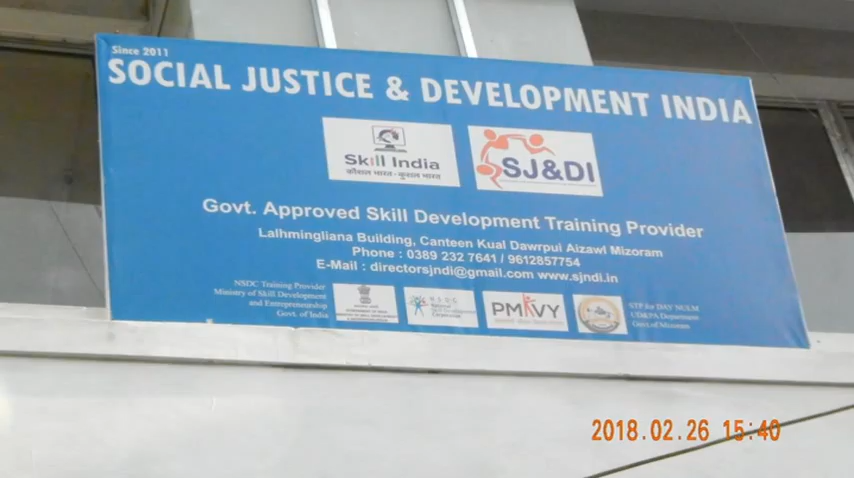 Since 2011
SOCIAL JUSTICE & DEVELOPMENT INDIA
Skill India
कौशल भारत - कुशल भारत
SJ&DI
Govt. Approved Skill Development Training Provider
Lalhmingliana Building, Canteen Kual Dawrpui Aizawl Mizoram
Phone : 0389 232 7641 / 9612857754
E-Mail : directorsjndi@gmail.com www.sjndi.in
NSDC Training Provider
Ministry of Skill Development
and Entrepreneurship
Govt. of India
N.S.D.C
PMKVY
STP for DAY NULM
UD&PA Department
Govt. of Mizoram
2018.02.26 15:40